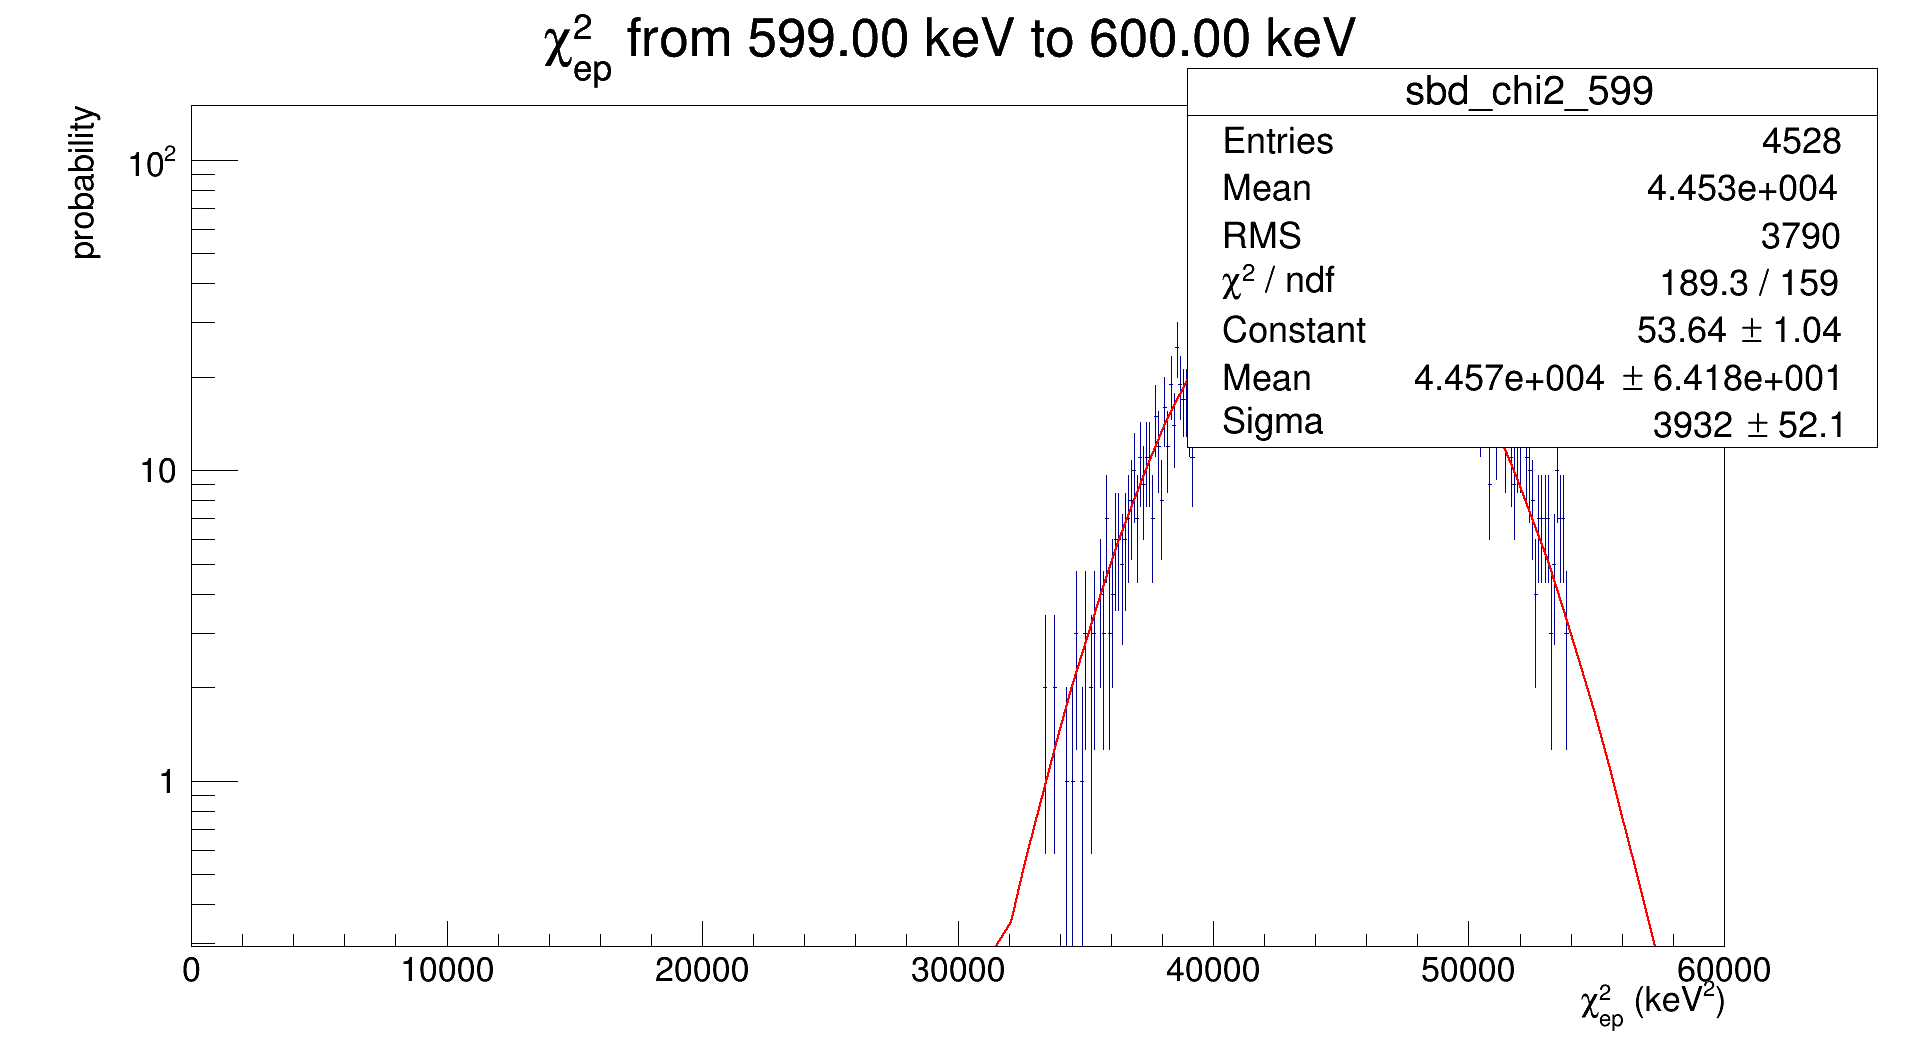 χ²ep from 599.00 keV to 600.00 keV
sbd_chi2_599
Entries 4528
Mean 4.453e+004
RMS 3790
χ² / ndf 189.3 / 159
Constant 53.64 ± 1.04
Mean 4.457e+004 ± 6.418e+001
Sigma 3932 ± 52.1
probability
10²
10
1
0 10000 20000 30000 40000 50000 60000
χ²ep (keV²)